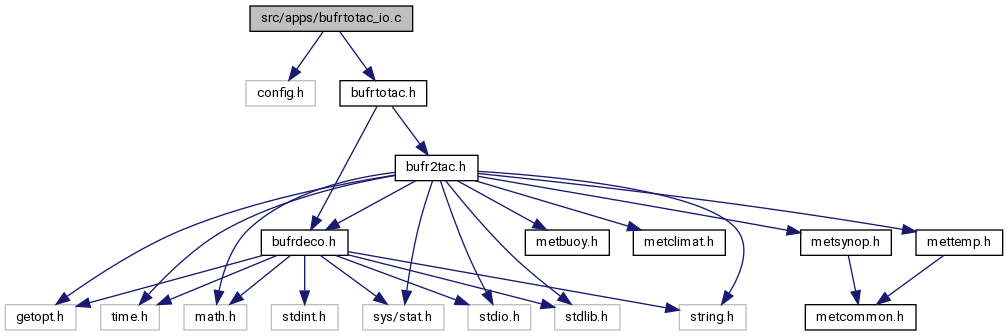 src/apps/bufrtotac_io.c
config.h
bufrtotac.h
bufr2tac.h
bufrdeco.h
metbuoy.h
metclimat.h
metsynop.h
mettemp.h
getopt.h
time.h
math.h
stdint.h
sys/stat.h
stdio.h
stdlib.h
string.h
metcommon.h